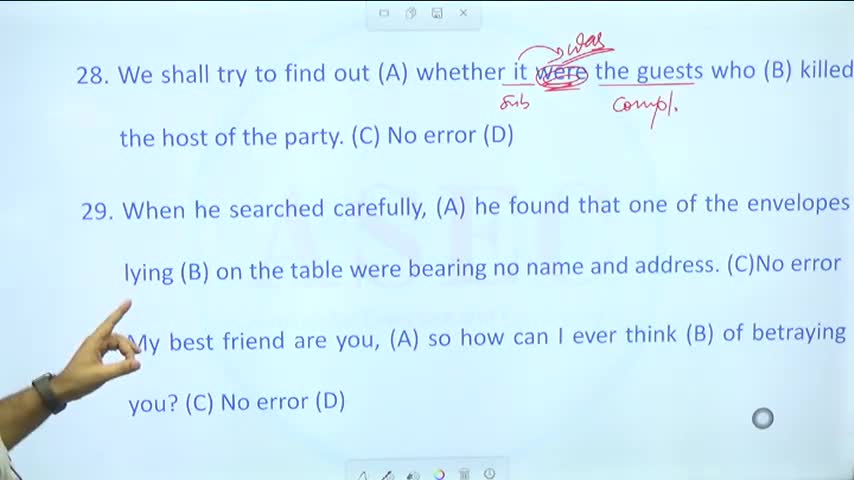 was
28. We shall try to find out (A) whether it were the guests who (B) killed
sub compl.
the host of the party. (C) No error (D)
29. When he searched carefully, (A) he found that one of the envelopes
lying (B) on the table were bearing no name and address. (C)No error
My best friend are you, (A) so how can I ever think (B) of betraying
you? (C) No error (D)